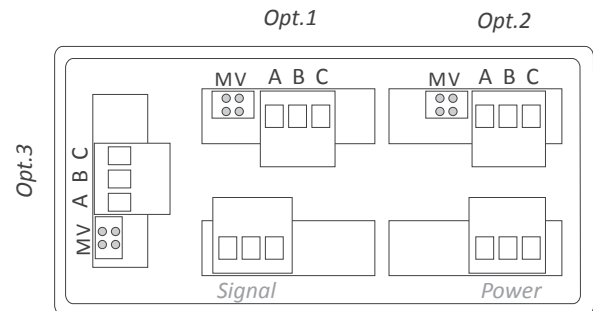 Opt.1
Opt.2
MV A B C
MV A B C
Opt.3
MV A B C
Signal
Power